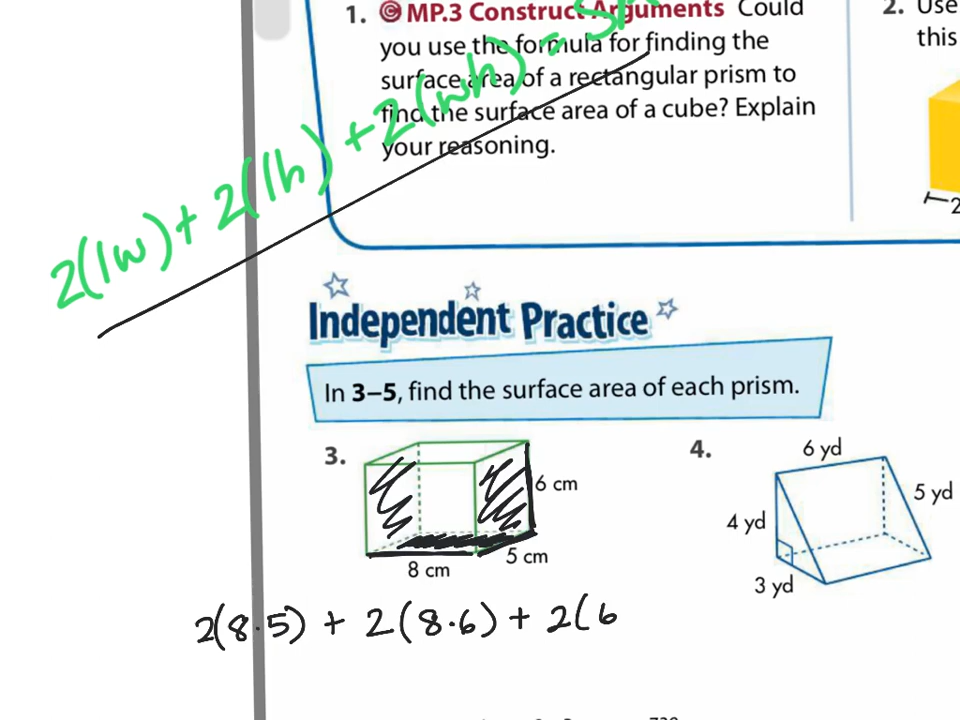 1. © MP.3 Construct Arguments Could
you use the formula for finding the
surface area of a rectangular prism to
find the surface area of a cube? Explain
your reasoning.
2. Use
this
2
2(lw) + 2(lh) + 2(wh) = SA
Independent Practice
In 3–5, find the surface area of each prism.
3.
6 cm
5 cm
8 cm
4.
6 yd
5 yd
4 yd
3 yd
2(8·5) + 2(8·6) + 2(6